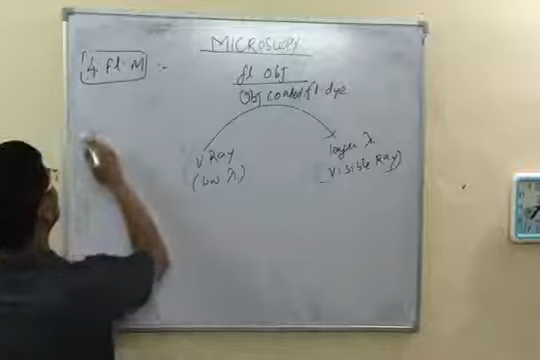 MICROSCOPY
4. Fl. M :-
fl obj
Obj coated fl. dye
V Ray
(low λ)
longer λ
(Visible Ray)